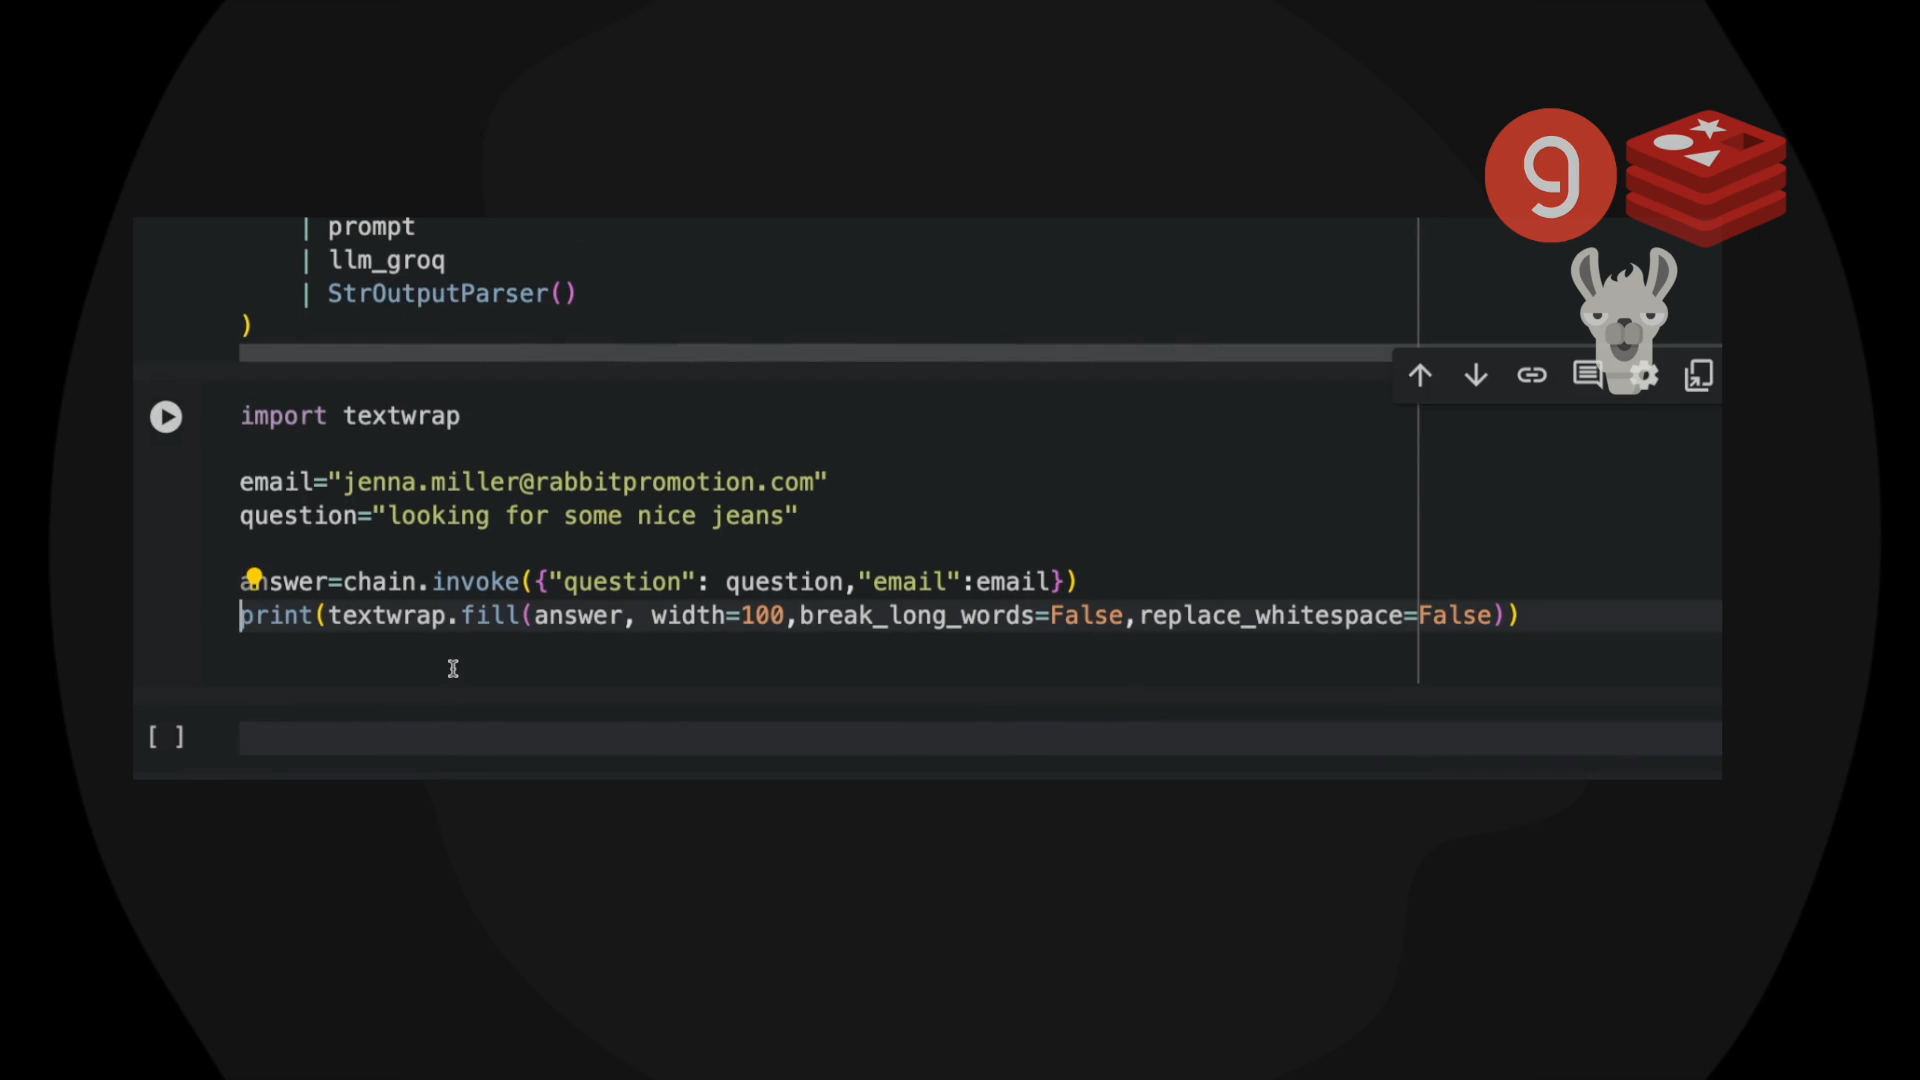 g
| prompt
| llm_groq
| StrOutputParser()
)
import textwrap
email="jenna.miller@rabbitpromotion.com"
question="looking for some nice jeans"
answer=chain.invoke({"question": question,"email":email})
print(textwrap.fill(answer, width=100,break_long_words=False,replace_whitespace=False))
[ ]